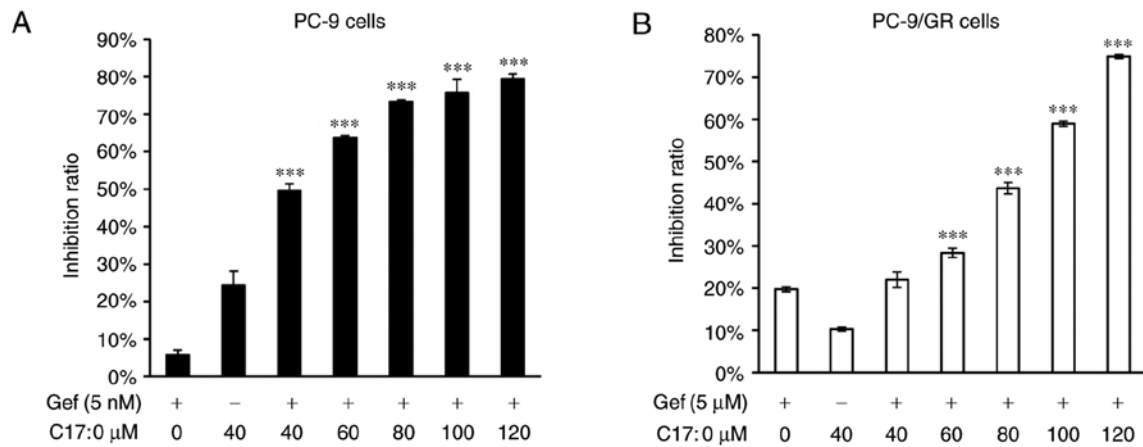 A
PC-9 cells
90%
80%
70%
60%
50%
40%
30%
20%
10%
0%
Inhibition ratio
*** *** *** *** ***
Gef (5 nM) + − + + + + +
C17:0 μM 0 40 40 60 80 100 120
B
PC-9/GR cells
80%
70%
60%
50%
40%
30%
20%
10%
0%
Inhibition ratio
*** *** *** ***
Gef (5 μM) + − + + + + +
C17:0 μM 0 40 40 60 80 100 120